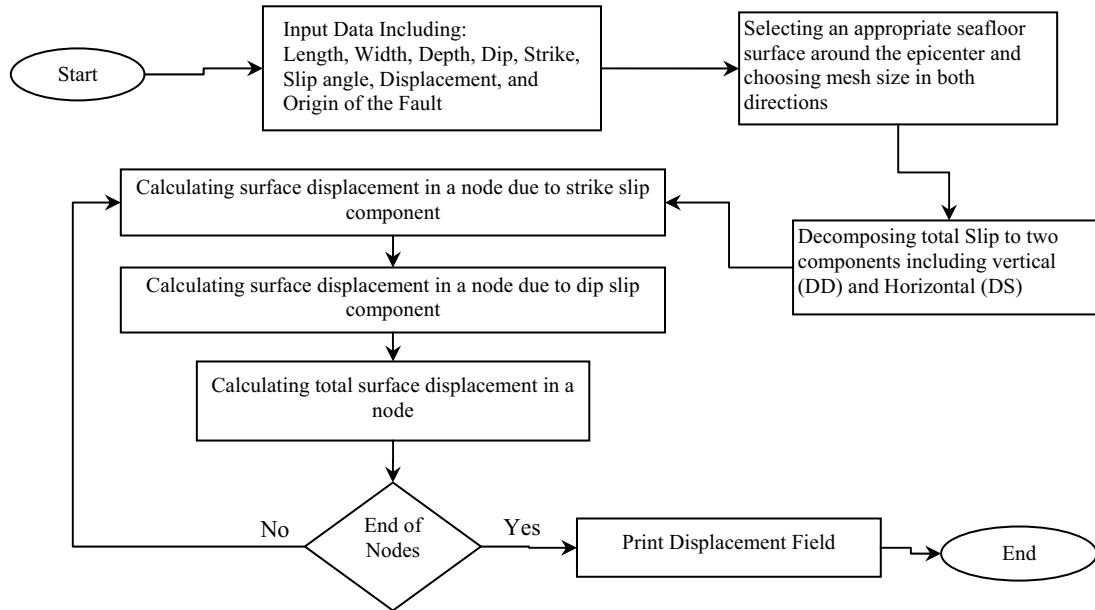 Start
Input Data Including:
Length, Width, Depth, Dip, Strike,
Slip angle, Displacement, and
Origin of the Fault
Selecting an appropriate seafloor
surface around the epicenter and
choosing mesh size in both
directions
Decomposing total Slip to two
components including vertical
(DD) and Horizontal (DS)
Calculating surface displacement in a node due to strike slip
component
Calculating surface displacement in a node due to dip slip
component
Calculating total surface displacement in a
node
End of
Nodes
No
Yes
Print Displacement Field
End